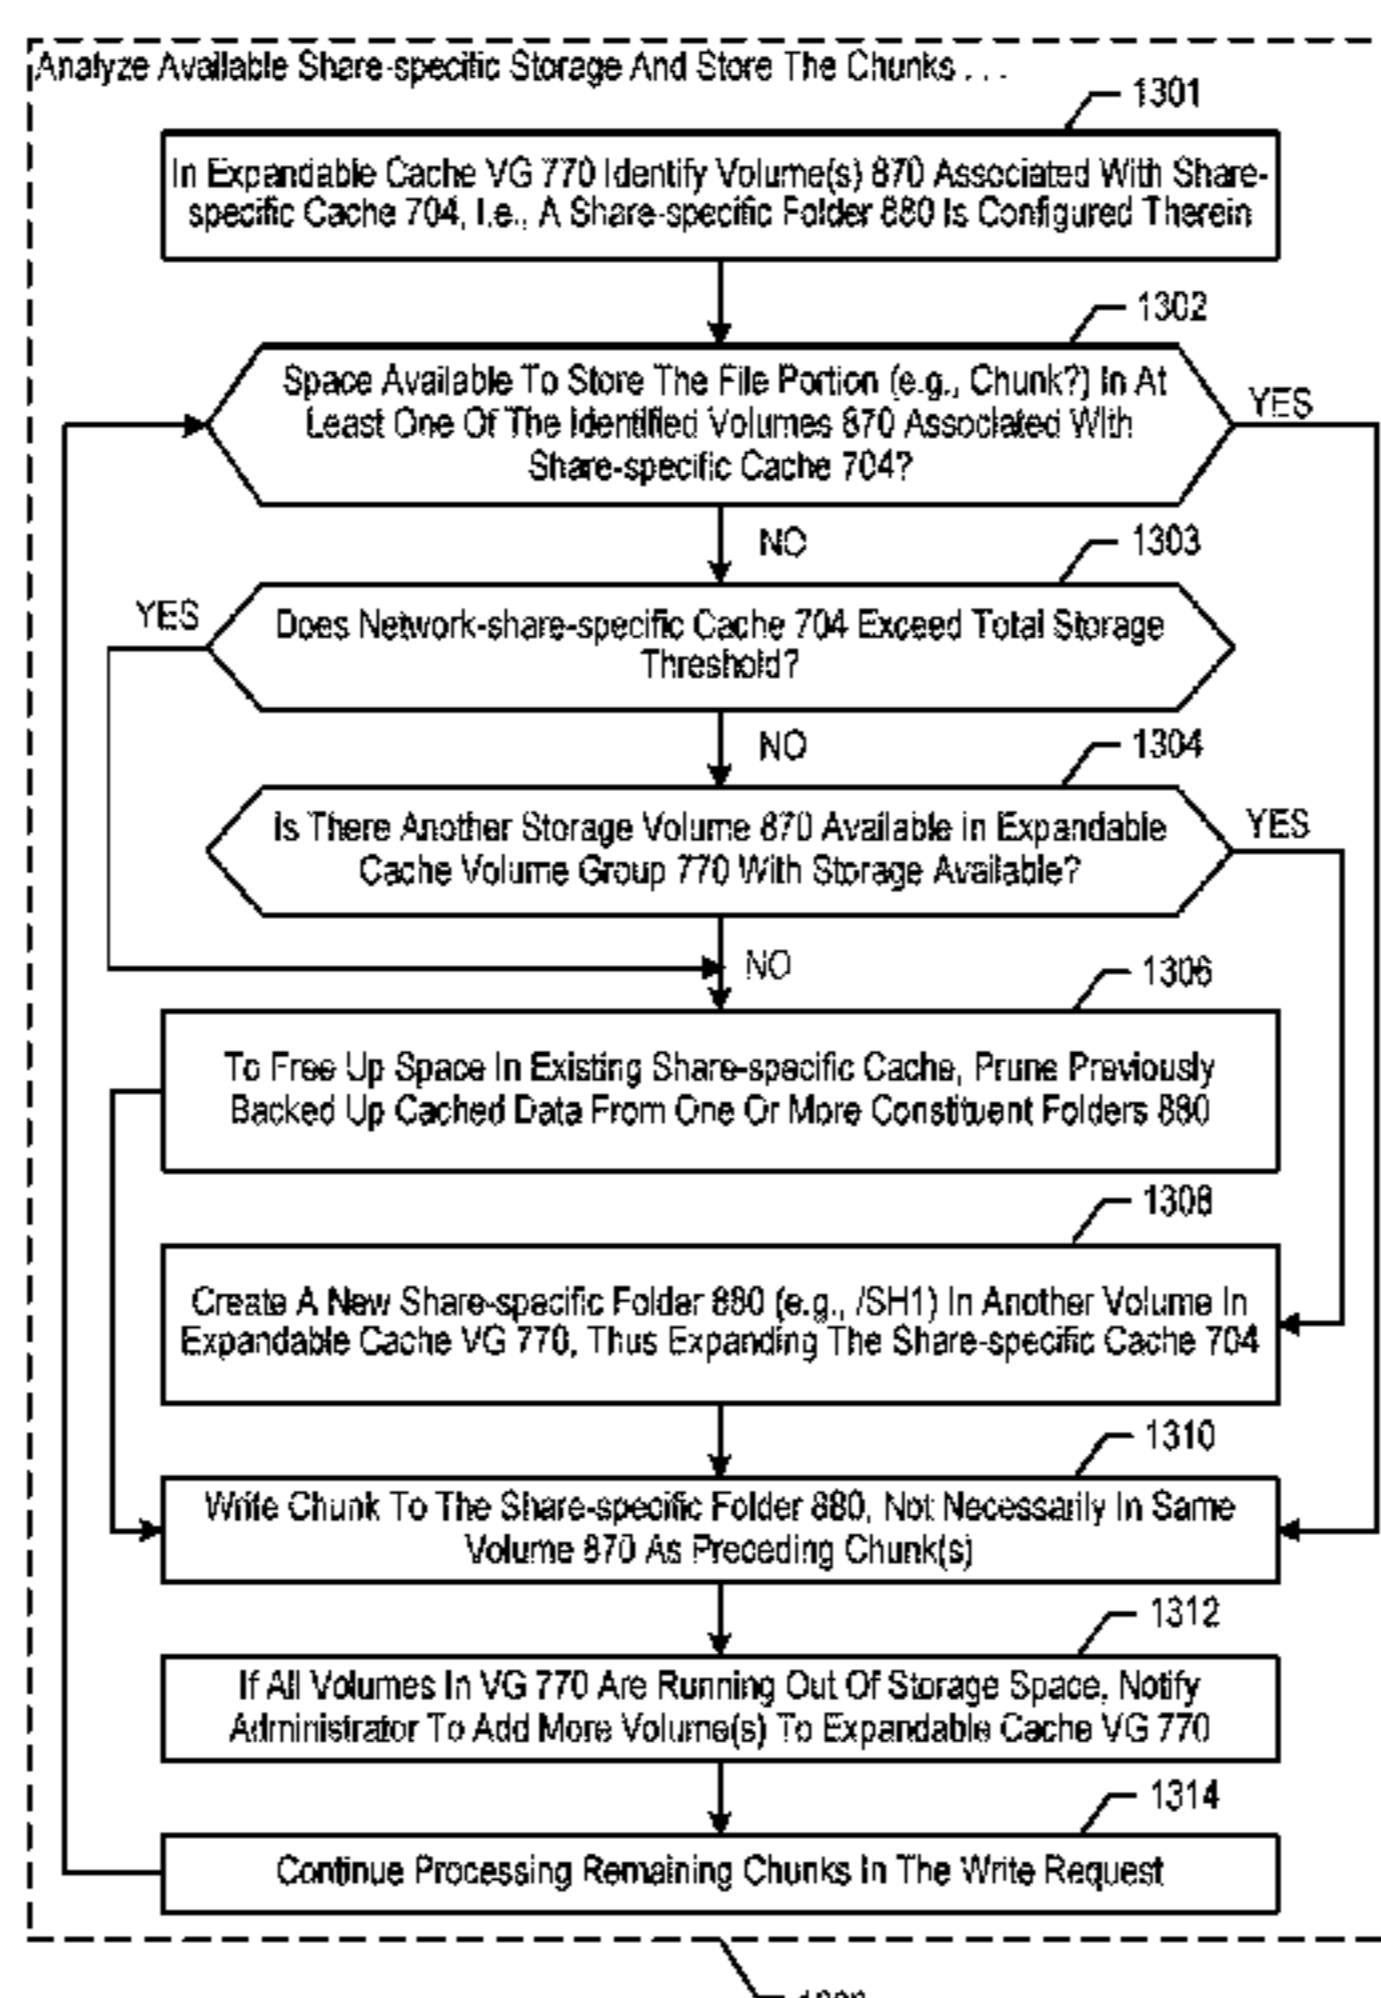 Analyze Available Share-specific Storage And Store The Chunks . . .
1301
In Expandable Cache VG 770 Identify Volume(s) 870 Associated With Share-
specific Cache 704, I.e., A Share-specific Folder 880 Is Configured Therein
1302
Space Available To Store The File Portion (e.g., Chunk?) In At
Least One Of The Identified Volumes 870 Associated With
Share-specific Cache 704?
YES
NO
1303
YES
Does Network-share-specific Cache 704 Exceed Total Storage
Threshold?
NO
1304
Is There Another Storage Volume 870 Available in Expandable
Cache Volume Group 770 With Storage Available?
YES
NO
1306
To Free Up Space In Existing Share-specific Cache, Prune Previously
Backed Up Cached Data From One Or More Constituent Folders 880
1308
Create A New Share-specific Folder 880 (e.g., /SH1) In Another Volume In
Expandable Cache VG 770, Thus Expanding The Share-specific Cache 704
1310
Write Chunk To The Share-specific Folder 880, Not Necessarily In Same
Volume 870 As Preceding Chunk(s)
1312
If All Volumes In VG 770 Are Running Out Of Storage Space, Notify
Administrator To Add More Volume(s) To Expandable Cache VG 770
1314
Continue Processing Remaining Chunks In The Write Request